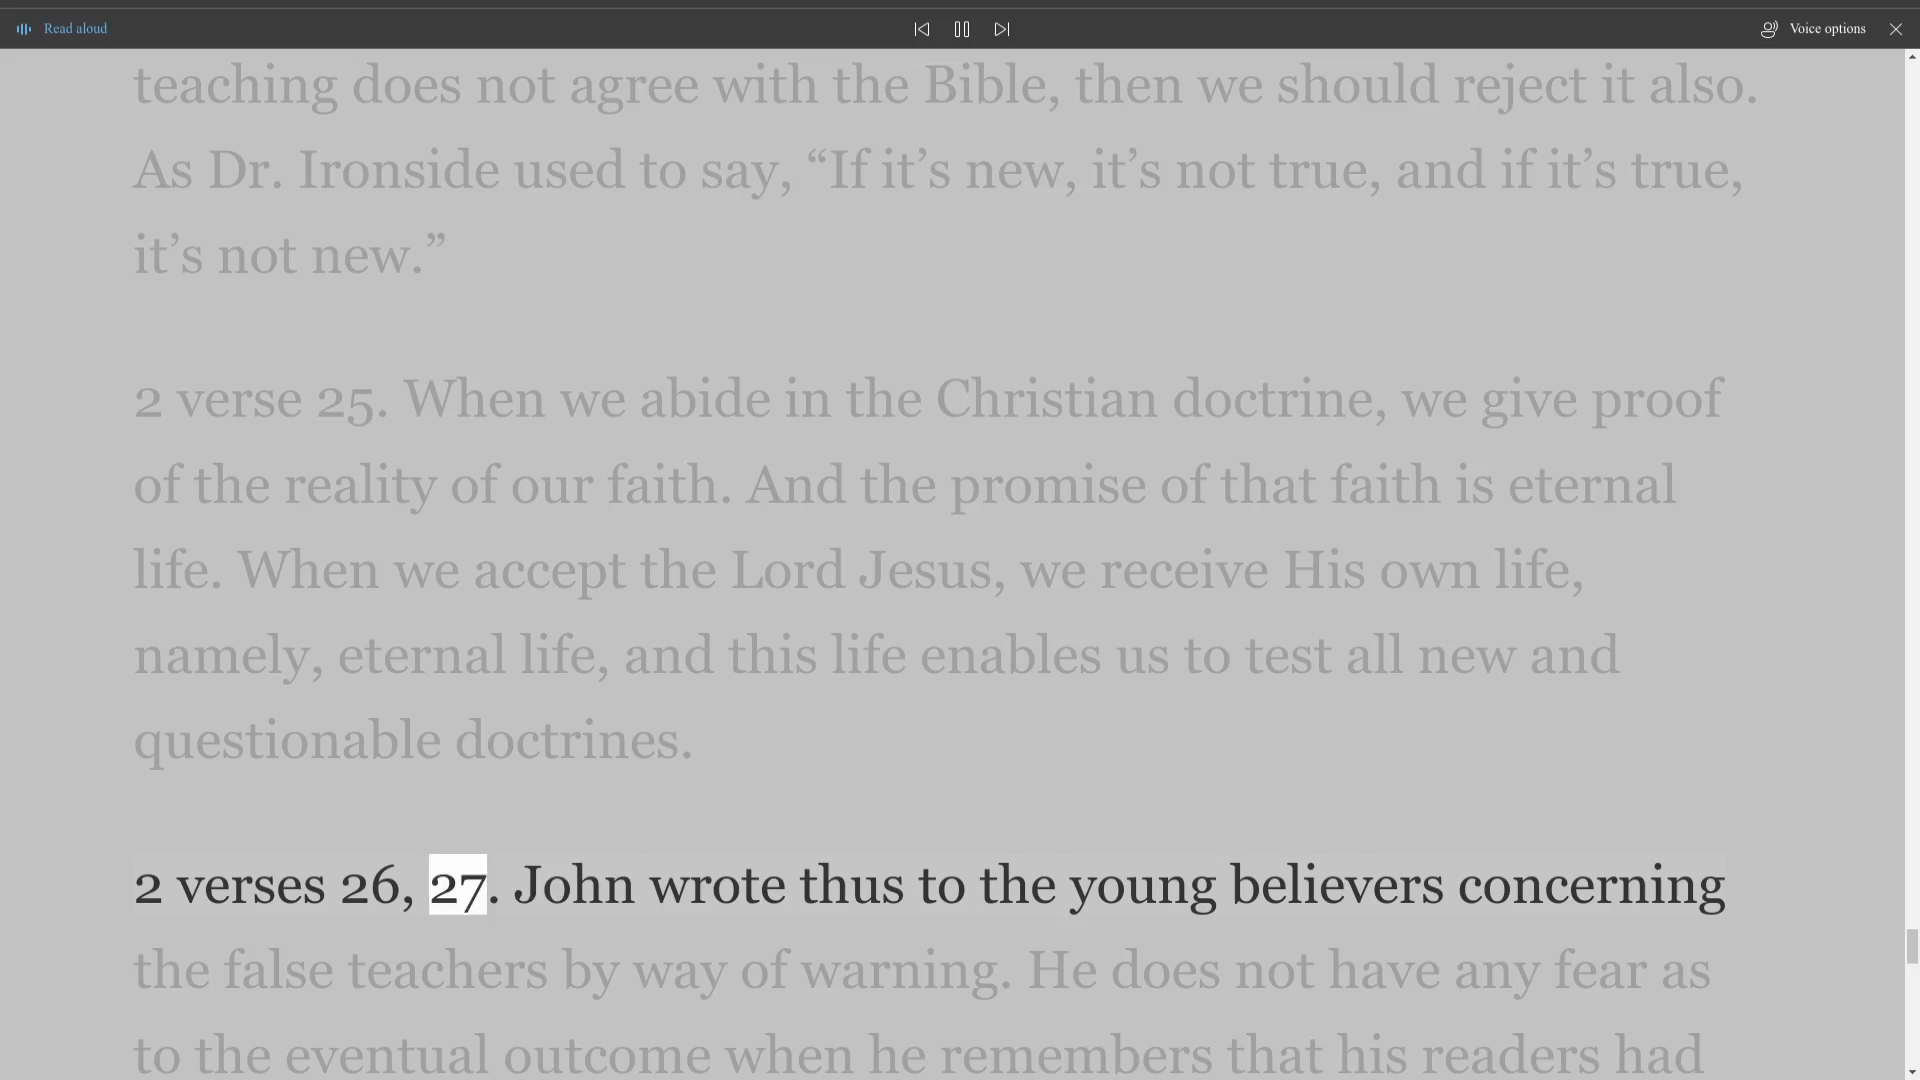 Read aloud
Voice options
teaching does not agree with the Bible, then we should reject it also.
As Dr. Ironside used to say, “If it’s new, it’s not true, and if it’s true,
it’s not new.”
2 verse 25. When we abide in the Christian doctrine, we give proof
of the reality of our faith. And the promise of that faith is eternal
life. When we accept the Lord Jesus, we receive His own life,
namely, eternal life, and this life enables us to test all new and
questionable doctrines.
2 verses 26, 27. John wrote thus to the young believers concerning
the false teachers by way of warning. He does not have any fear as
to the eventual outcome when he remembers that his readers had